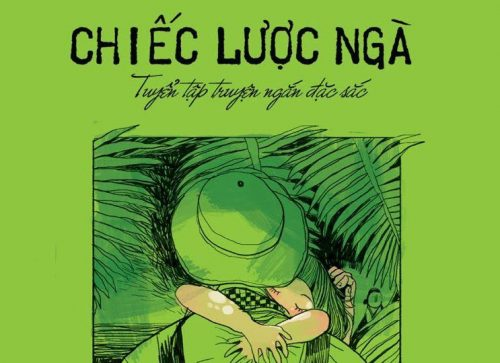 CHIẾC LƯỢC NGÀ
Tuyển tập truyện ngắn đặc sắc